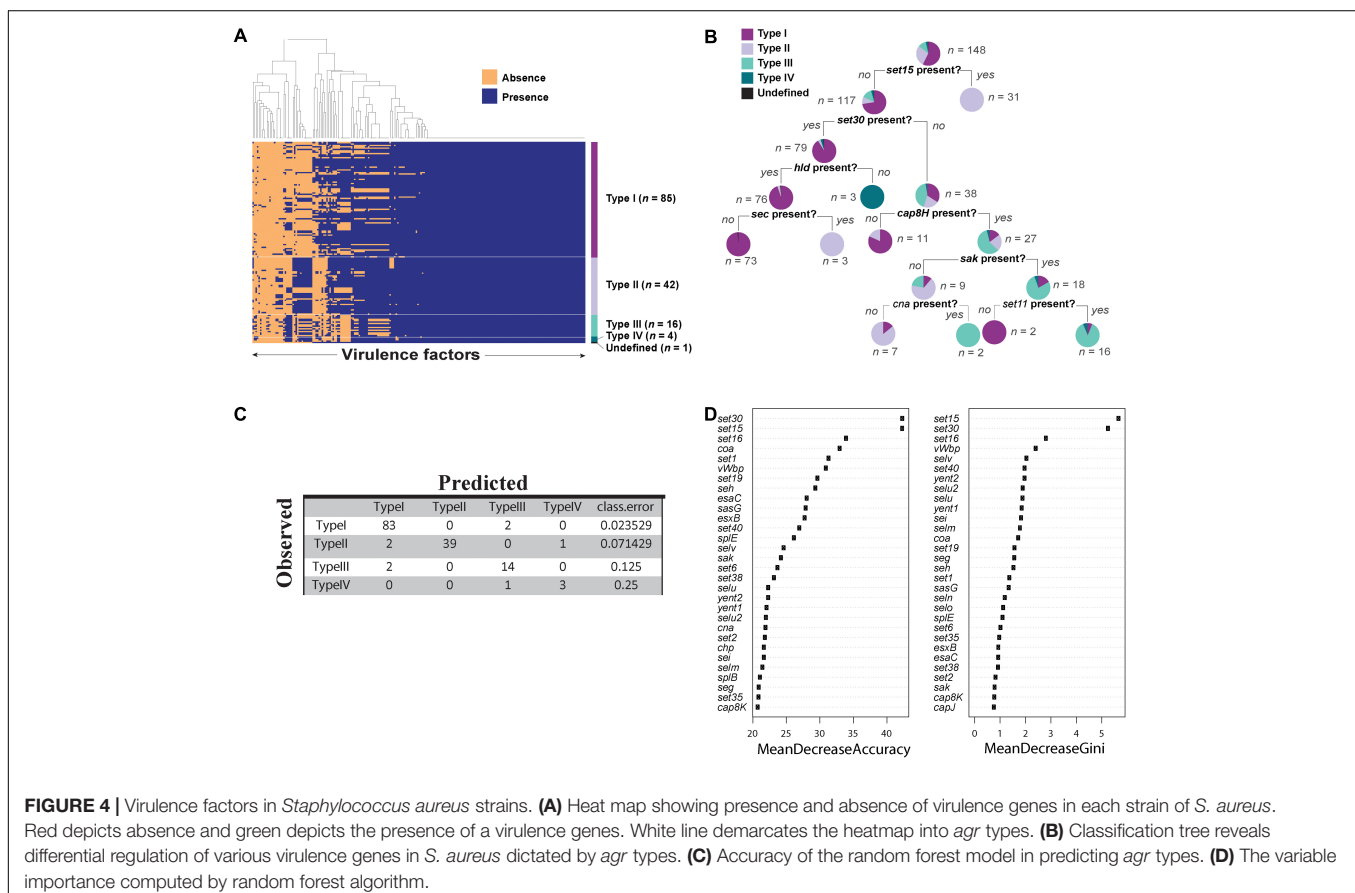 A
Absence
Presence
Type I (n = 85)
Type II (n = 42)
Type III (n = 16)
Type IV (n = 4)
Undefined (n = 1)
Virulence factors
B
Type I
Type II
Type III
Type IV
Undefined
n = 148
set15 present?
no
yes
n = 117
n = 31
set30 present?
yes
no
n = 79
hld present?
yes
no
n = 76
n = 3
n = 38
sec present?
no
yes
cap8H present?
no
yes
n = 73
n = 3
n = 11
n = 27
sak present?
no
yes
n = 9
n = 18
cna present?
no
yes
set11 present?
no
yes
n = 7
n = 2
n = 2
n = 16
C
Predicted
Observed
TypeI TypeII TypeIII TypeIV class.error
TypeI 83 0 2 0 0.023529
TypeII 2 39 0 1 0.071429
TypeIII 2 0 14 0 0.125
TypeIV 0 0 1 3 0.25
D
set30
set15
set16
coa
set1
vWbp
set19
seh
esaC
sasG
esxB
set40
splE
selv
sak
set6
set38
selu
yent2
yent1
selu2
cna
set2
chp
sei
selm
splB
seg
set35
cap8K
20 25 30 35 40
MeanDecreaseAccuracy
set15
set30
set16
vWbp
selv
set40
yent2
selu2
selu
yent1
sei
selm
coa
set19
seg
seh
set1
sasG
seln
selo
splE
set6
set35
esxB
esaC
set38
set2
sak
cap8K
capJ
0 1 2 3 4 5
MeanDecreaseGini
FIGURE 4 | Virulence factors in Staphylococcus aureus strains. (A) Heat map showing presence and absence of virulence genes in each strain of S. aureus.
Red depicts absence and green depicts the presence of a virulence genes. White line demarcates the heatmap into agr types. (B) Classification tree reveals
differential regulation of various virulence genes in S. aureus dictated by agr types. (C) Accuracy of the random forest model in predicting agr types. (D) The variable
importance computed by random forest algorithm.